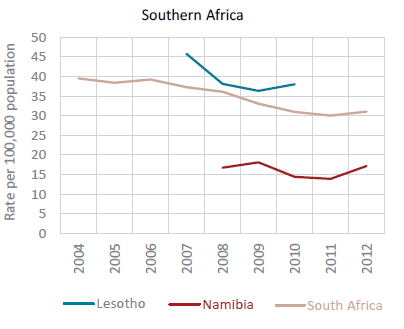 Southern Africa
Rate per 100,000 population
50
45
40
35
30
25
20
15
10
5
0
2004 2005 2006 2007 2008 2009 2010 2011 2012
Lesotho Namibia South Africa